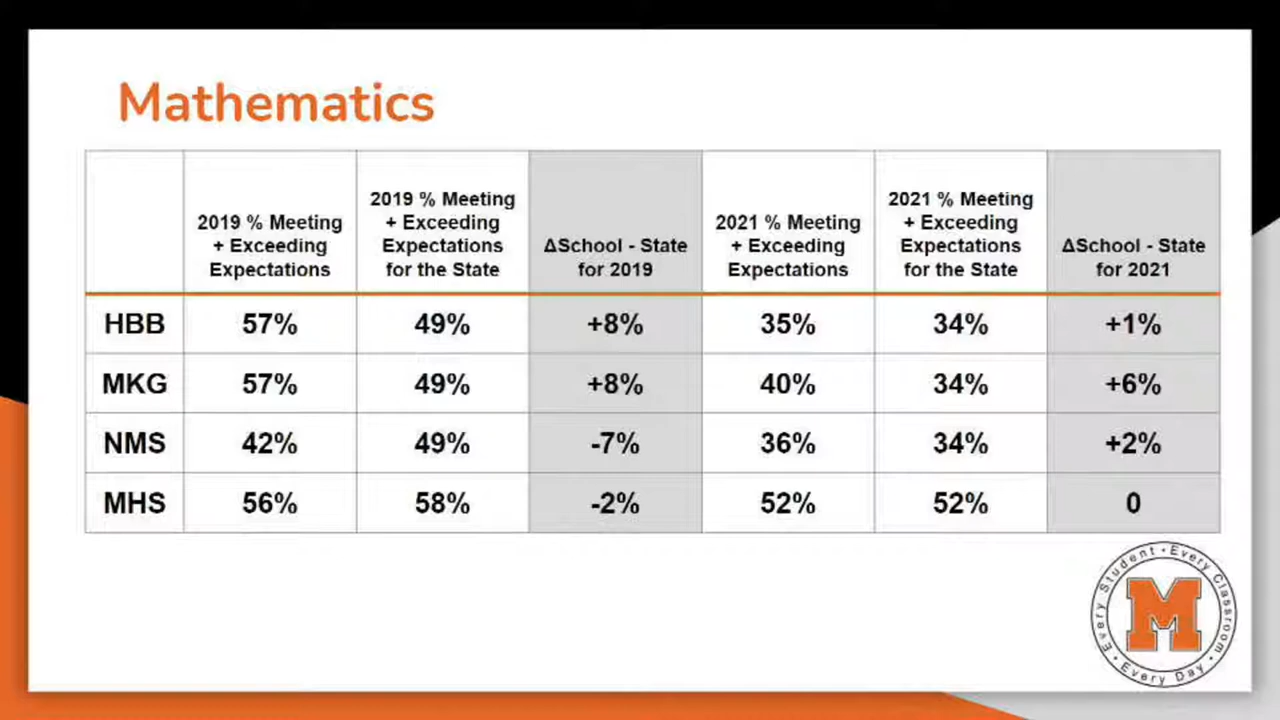 Mathematics
2019 % Meeting
+ Exceeding
Expectations
2019 % Meeting
+ Exceeding
Expectations
for the State
ΔSchool - State
for 2019
2021 % Meeting
+ Exceeding
Expectations
2021 % Meeting
+ Exceeding
Expectations
for the State
ΔSchool - State
for 2021
HBB 57% 49% +8% 35% 34% +1%
MKG 57% 49% +8% 40% 34% +6%
NMS 42% 49% -7% 36% 34% +2%
MHS 56% 58% -2% 52% 52% 0
Every Student • Every Classroom • Every Day •
M